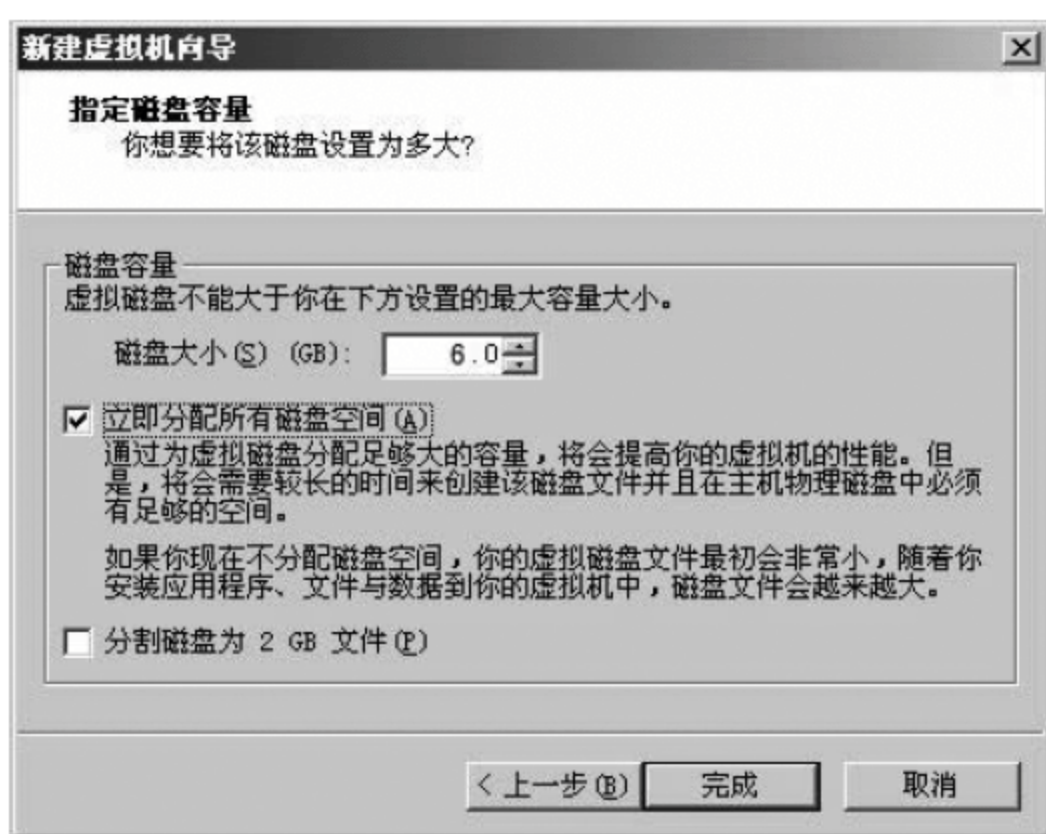 新建虚拟机向导
指定磁盘容量
你想要将该磁盘设置为多大?
磁盘容量
虚拟磁盘不能大于你在下方设置的最大容量大小。
磁盘大小(S) (GB): 6.0
立即分配所有磁盘空间(A)
通过为虚拟磁盘分配足够大的容量，将会提高你的虚拟机的性能。但
是，将会需要较长的时间来创建该磁盘文件并且在主机物理磁盘中必须
有足够的空间。
如果你现在不分配磁盘空间，你的虚拟磁盘文件最初会非常小，随着你
安装应用程序、文件与数据到你的虚拟机中，磁盘文件会越来越大。
分割磁盘为 2 GB 文件(P)
< 上一步(B) 完成 取消